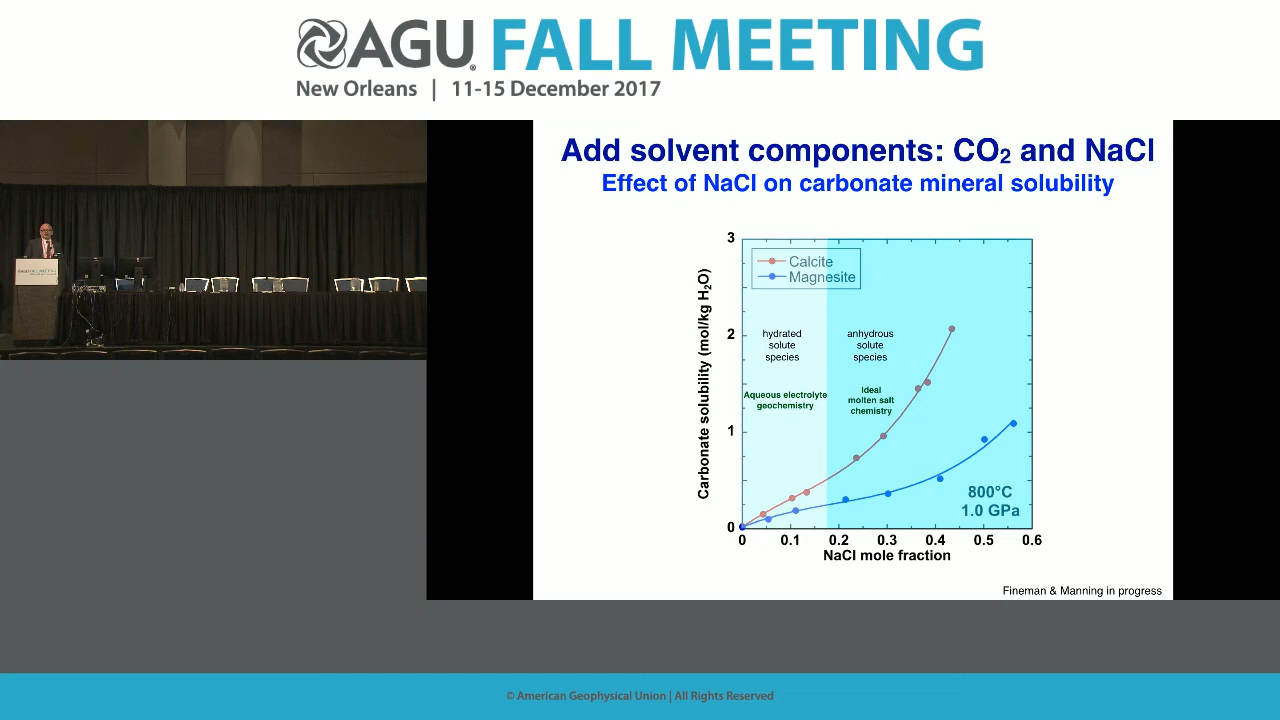 AGU FALL MEETING
New Orleans | 11-15 December 2017
AGU FALL MEETING
Add solvent components: CO₂ and NaCl
Effect of NaCl on carbonate mineral solubility
Carbonate solubility (mol/kg H₂O)
3
2
1
0
Calcite
Magnesite
hydrated
solute
species
anhydrous
solute
species
Aqueous electrolyte
geochemistry
Ideal
molten salt
chemistry
800°C
1.0 GPa
0 0.1 0.2 0.3 0.4 0.5 0.6
NaCl mole fraction
Fineman & Manning in progress
© American Geophysical Union | All Rights Reserved